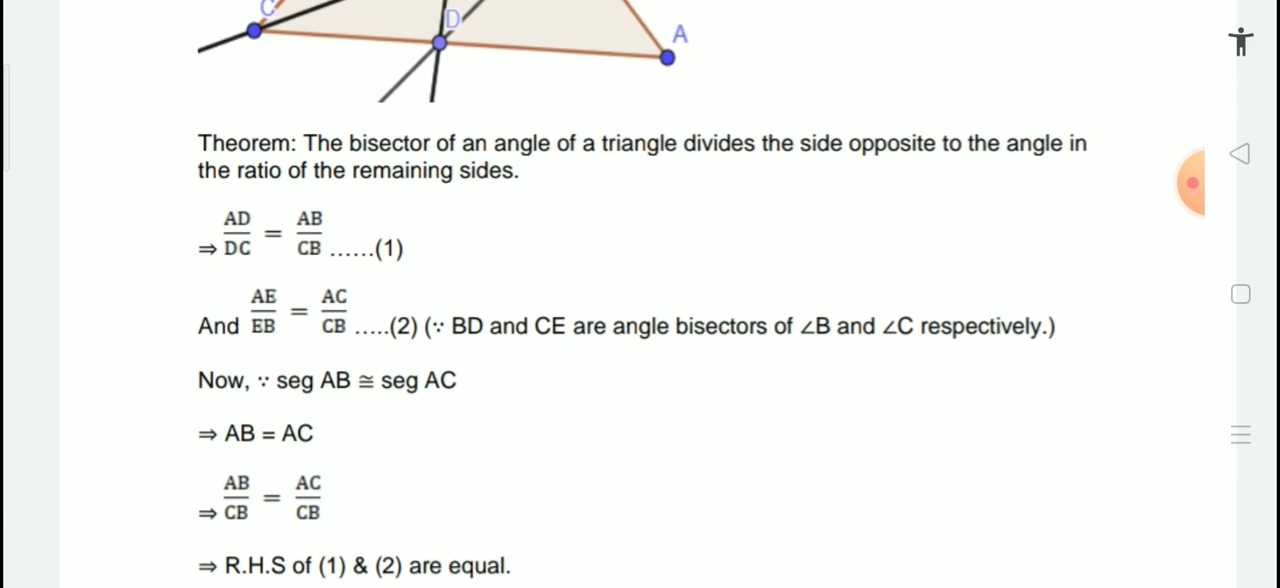 C
D
A
Theorem: The bisector of an angle of a triangle divides the side opposite to the angle in
the ratio of the remaining sides.
⇒ AD/DC = AB/CB ......(1)
And AE/EB = AC/CB .....(2) (∵ BD and CE are angle bisectors of ∠B and ∠C respectively.)
Now, ∵ seg AB ≅ seg AC
⇒ AB = AC
⇒ AB/CB = AC/CB
⇒ R.H.S of (1) & (2) are equal.